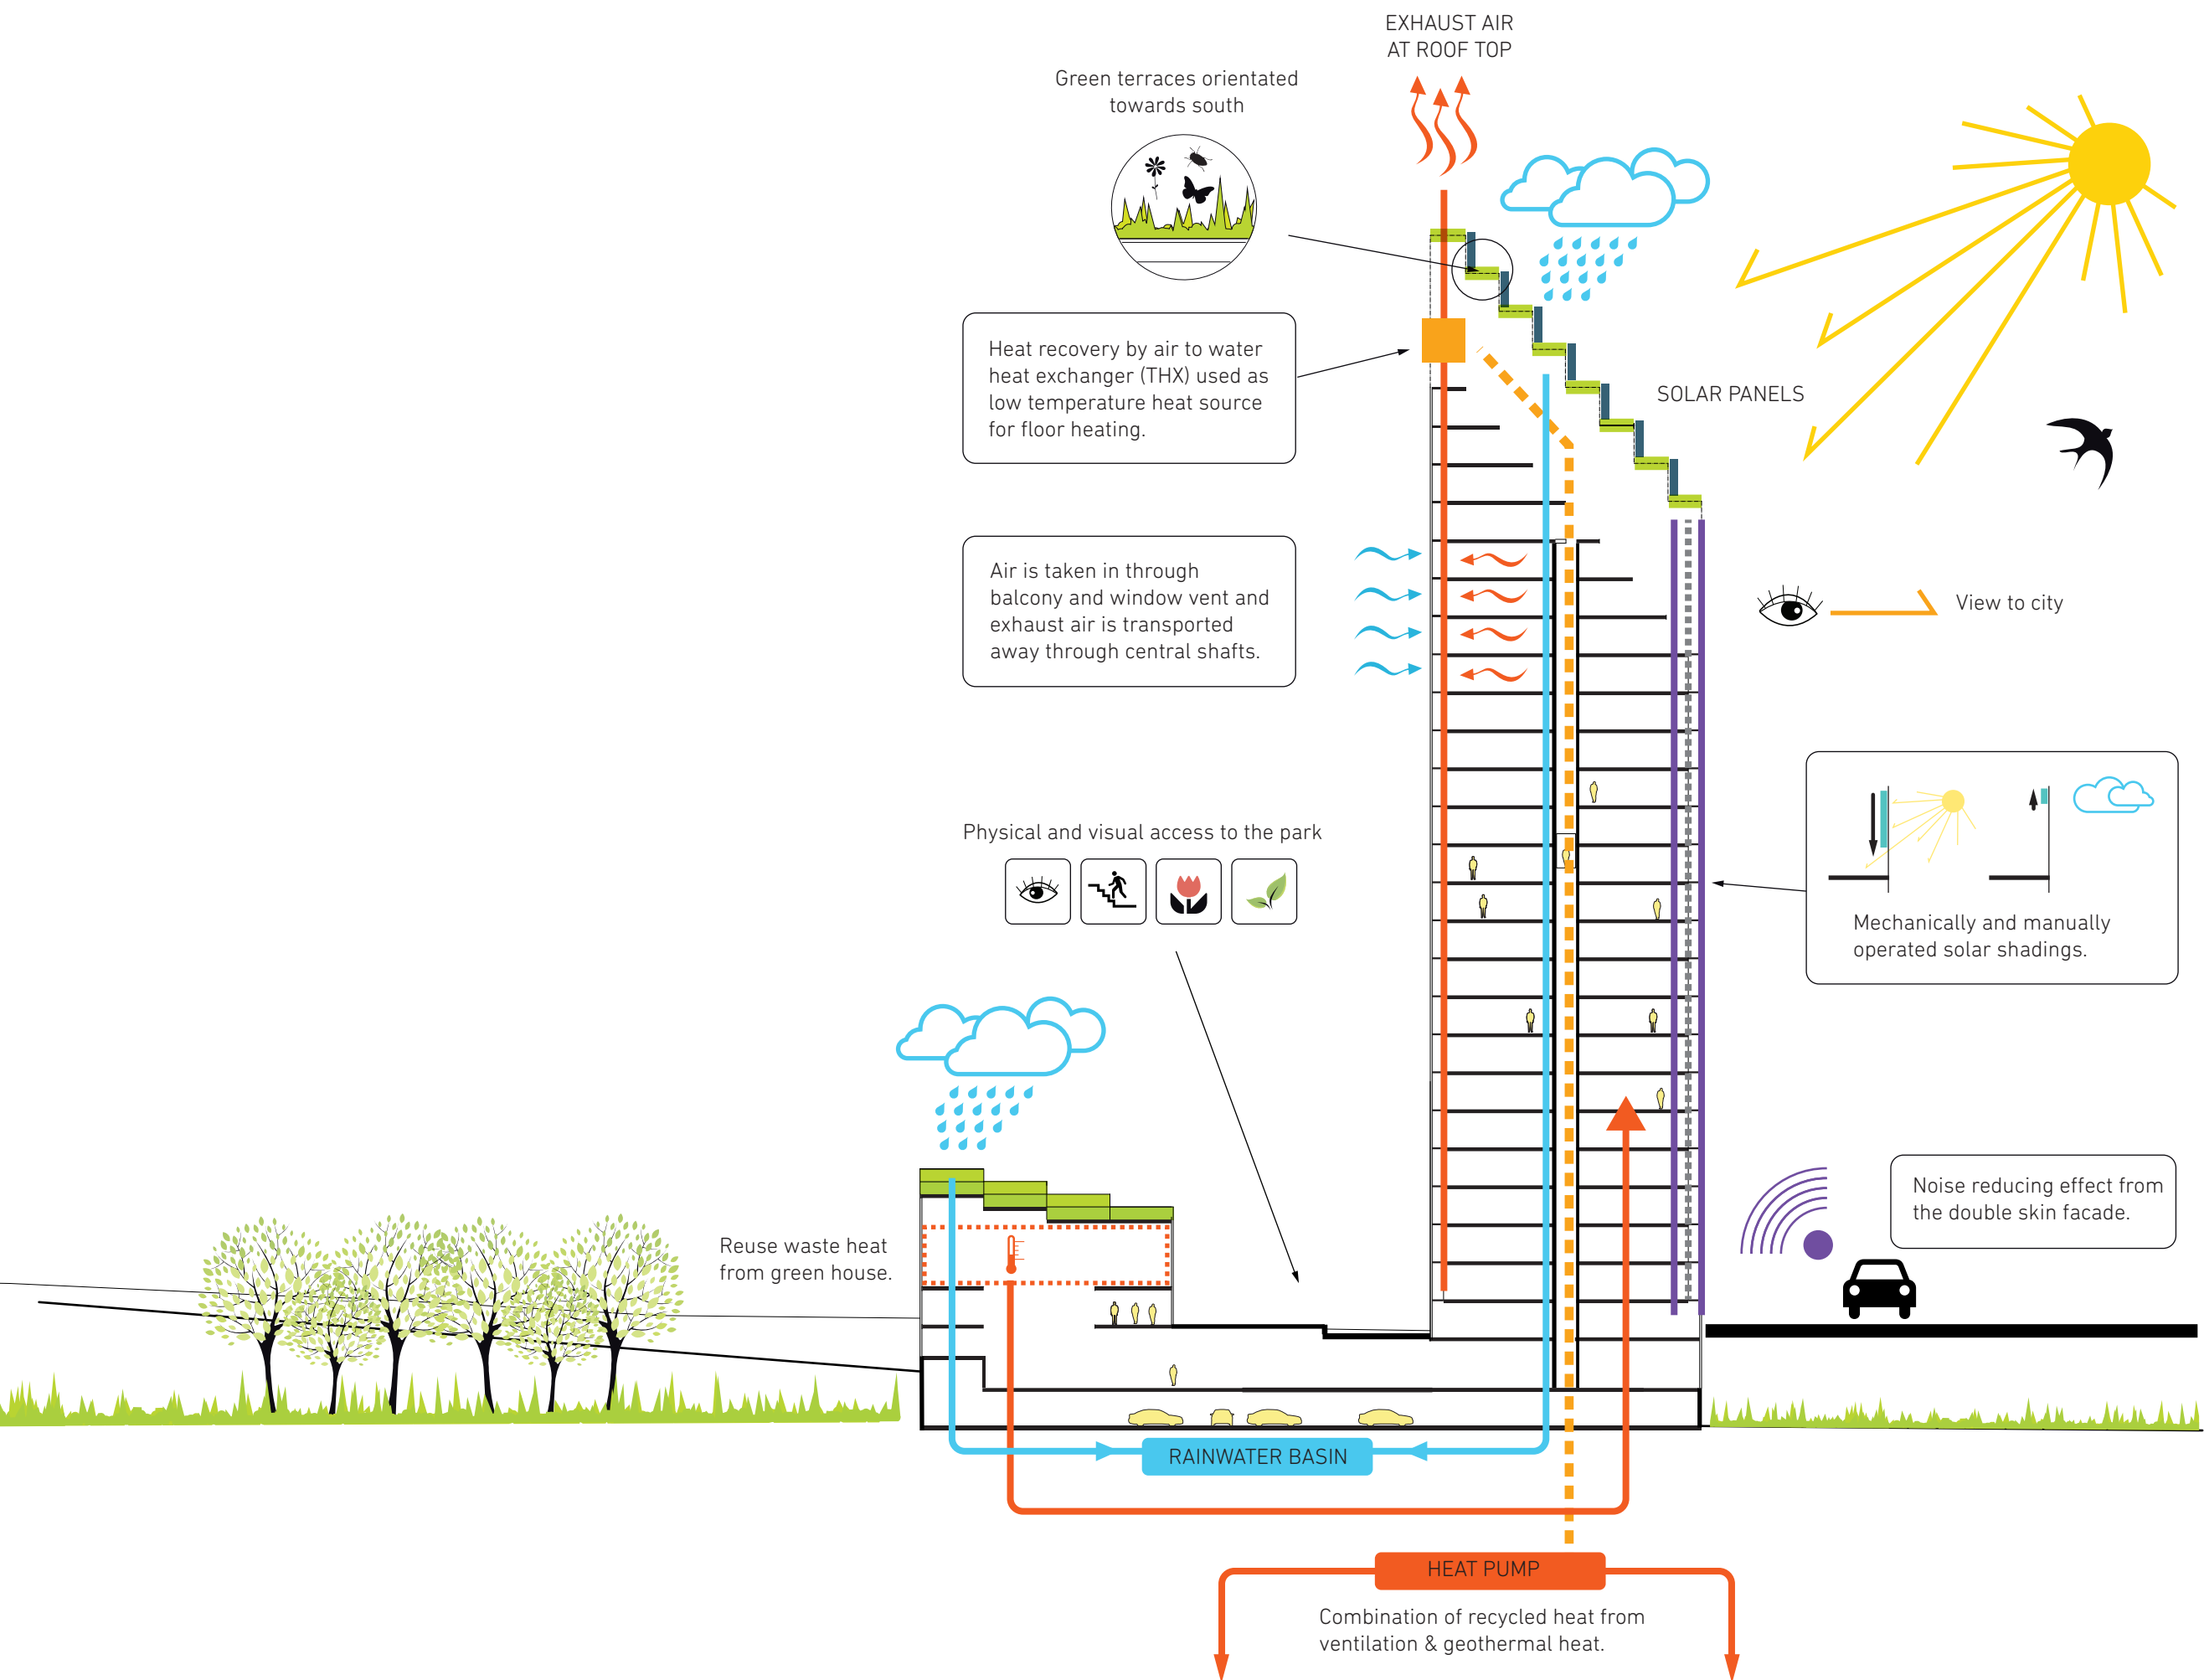 EXHAUST AIR
AT ROOF TOP
Green terraces orientated
towards south
Heat recovery by air to water
heat exchanger (THX) used as
low temperature heat source
for floor heating.
SOLAR PANELS
Air is taken in through
balcony and window vent and
exhaust air is transported
away through central shafts.
View to city
Physical and visual access to the park
Mechanically and manually
operated solar shadings.
Noise reducing effect from
the double skin facade.
Reuse waste heat
from green house.
RAINWATER BASIN
HEAT PUMP
Combination of recycled heat from
ventilation & geothermal heat.